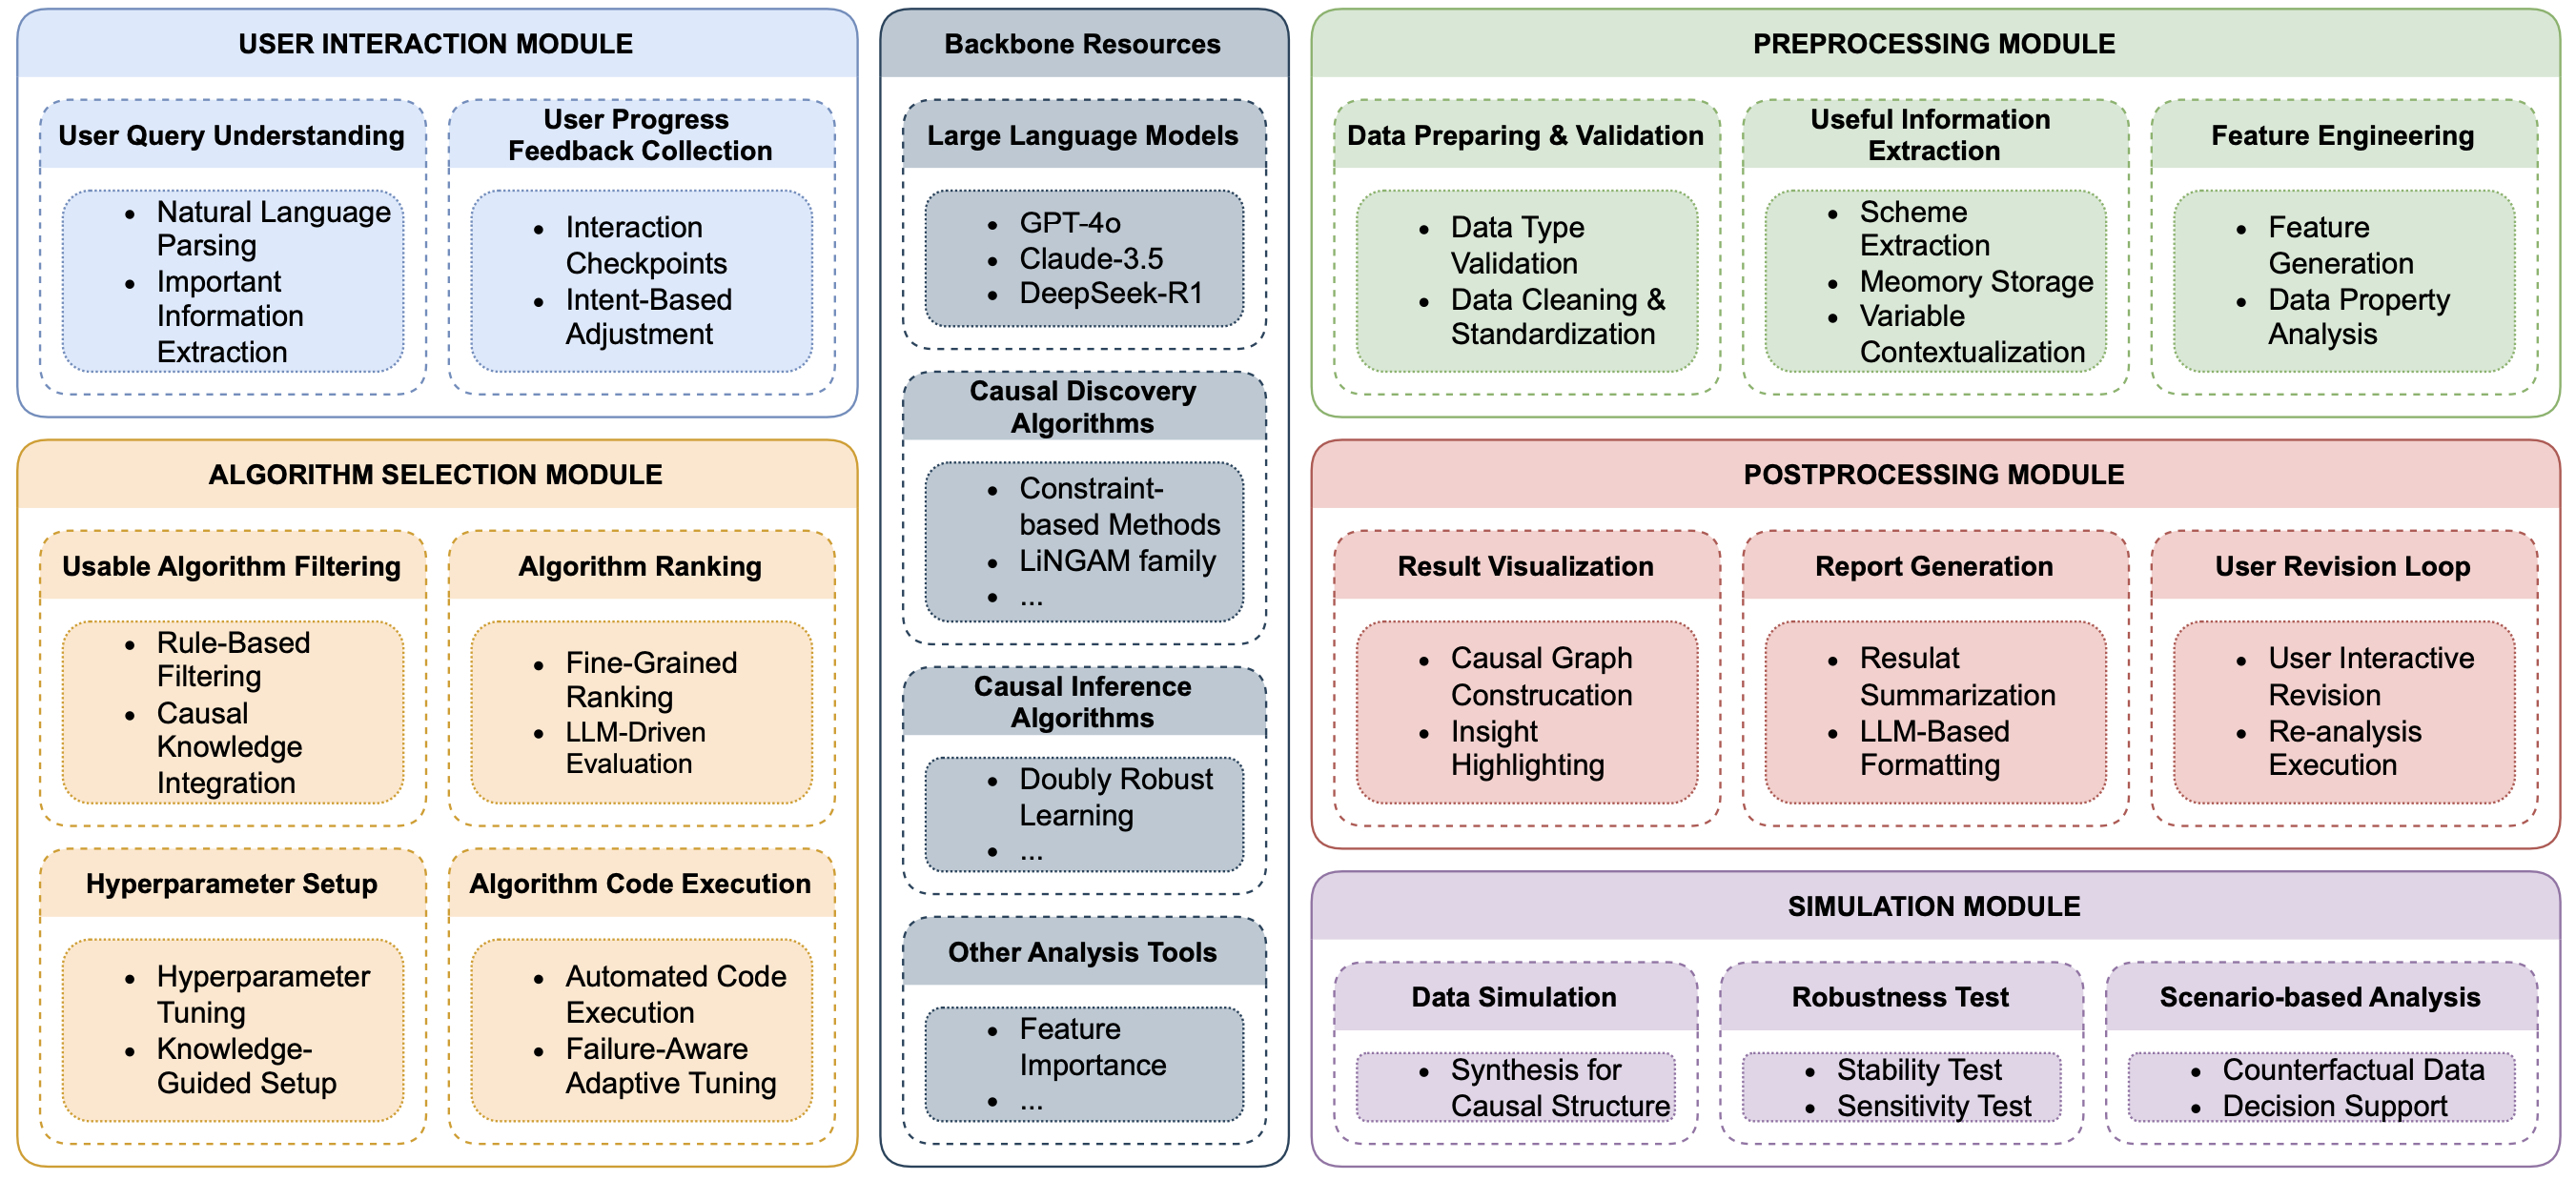 USER INTERACTION MODULE
User Query Understanding
• Natural Language
Parsing
• Important
Information
Extraction
User Progress
Feedback Collection
• Interaction
Checkpoints
• Intent-Based
Adjustment
ALGORITHM SELECTION MODULE
Usable Algorithm Filtering
• Rule-Based
Filtering
• Causal
Knowledge
Integration
Algorithm Ranking
• Fine-Grained
Ranking
• LLM-Driven
Evaluation
Hyperparameter Setup
• Hyperparameter
Tuning
• Knowledge-
Guided Setup
Algorithm Code Execution
• Automated Code
Execution
• Failure-Aware
Adaptive Tuning
Backbone Resources
Large Language Models
• GPT-4o
• Claude-3.5
• DeepSeek-R1
Causal Discovery
Algorithms
• Constraint-
based Methods
• LiNGAM family
• ...
Causal Inference
Algorithms
• Doubly Robust
Learning
• ...
Other Analysis Tools
• Feature
Importance
• ...
PREPROCESSING MODULE
Data Preparing & Validation
• Data Type
Validation
• Data Cleaning &
Standardization
Useful Information
Extraction
• Scheme
Extraction
• Meomory Storage
• Variable
Contextualization
Feature Engineering
• Feature
Generation
• Data Property
Analysis
POSTPROCESSING MODULE
Result Visualization
• Causal Graph
Construcation
• Insight
Highlighting
Report Generation
• Resulat
Summarization
• LLM-Based
Formatting
User Revision Loop
• User Interactive
Revision
• Re-analysis
Execution
SIMULATION MODULE
Data Simulation
• Synthesis for
Causal Structure
Robustness Test
• Stability Test
• Sensitivity Test
Scenario-based Analysis
• Counterfactual Data
• Decision Support